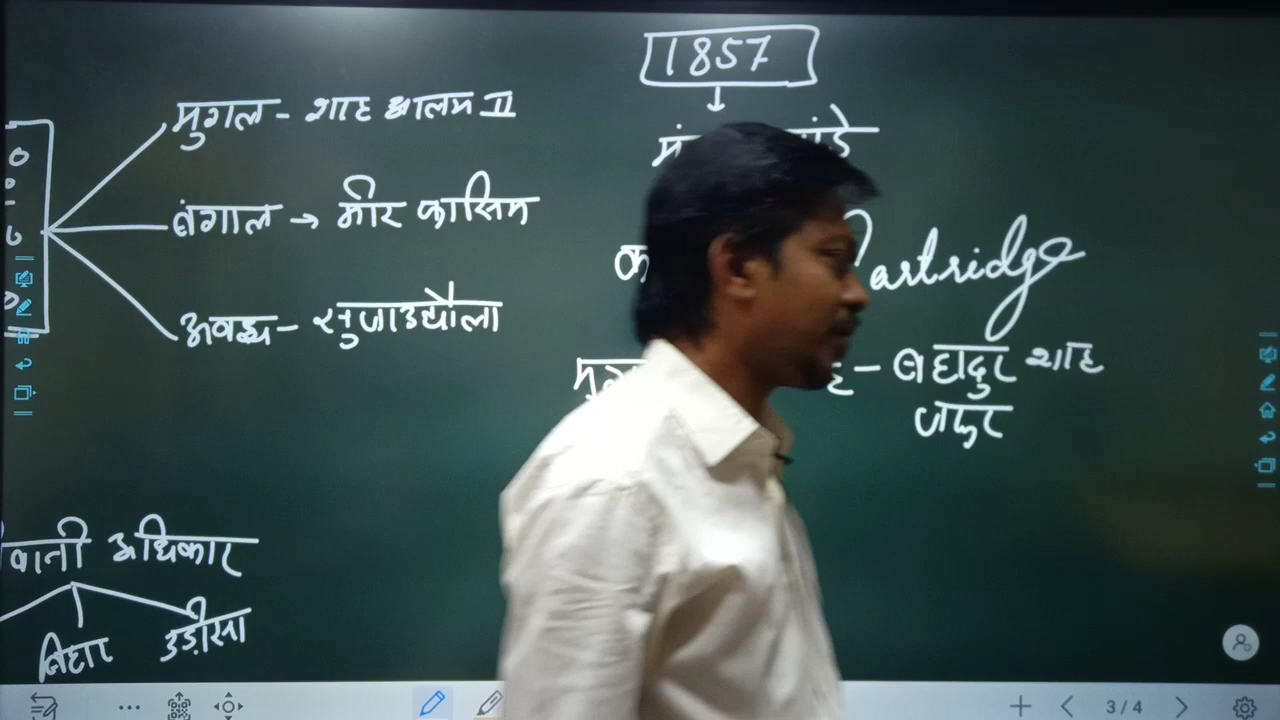 मुगल - शाह आलम II
बंगाल → मीर कासिम
अवध - सुजाउद्यौला
अधिकार
बिहार उड़ीसा
1857
artridge
- बहादुर शाह
जफर
3/4